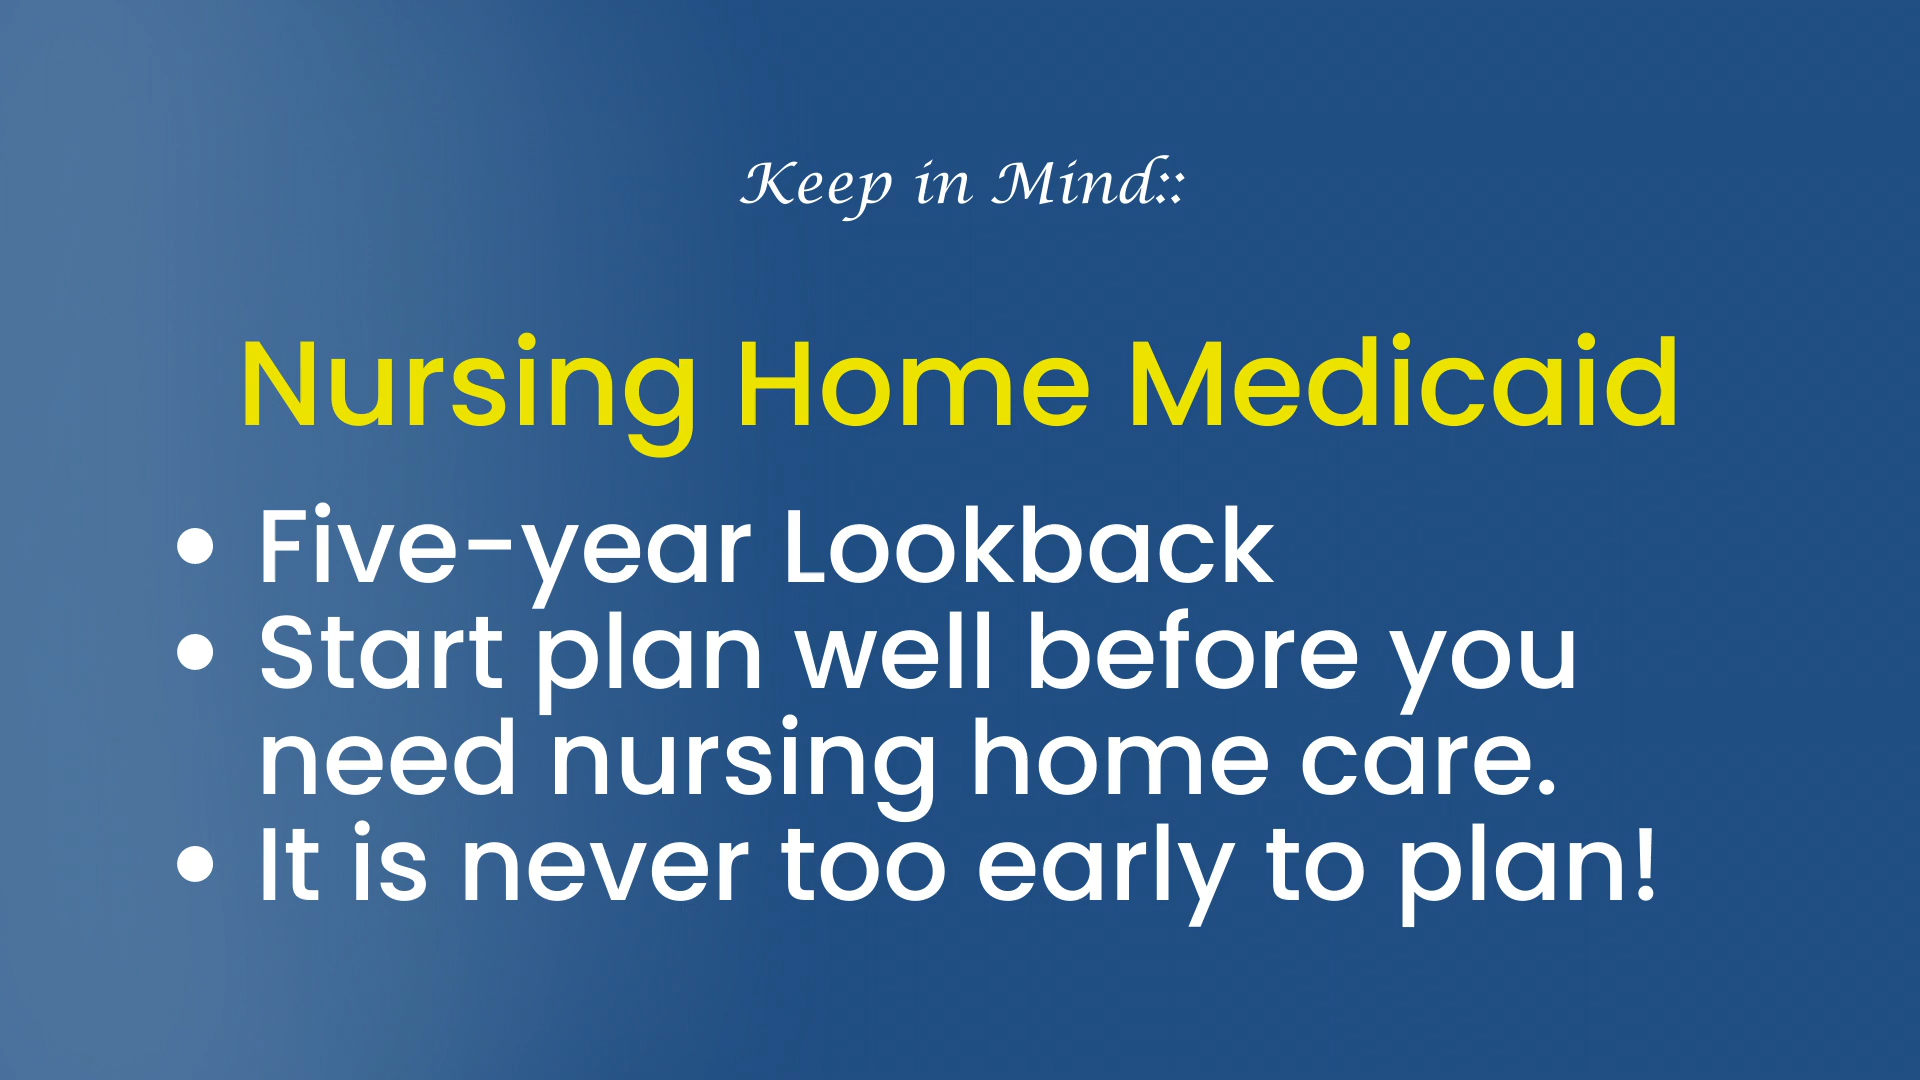 Keep in Mind::
Nursing Home Medicaid
• Five-year Lookback
• Start plan well before you
need nursing home care.
• It is never too early to plan!